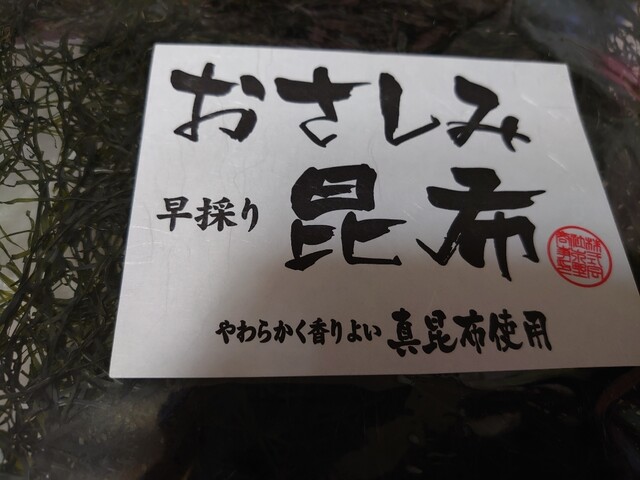 おさしみ
早採り 昆布
やわらかく香りよい 真昆布使用